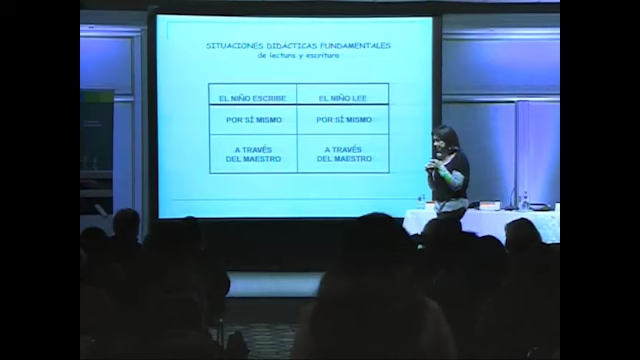 SITUACIONES DIDÁCTICAS FUNDAMENTALES
de lectura y escritura
EL NIÑO ESCRIBE
EL NIÑO LEE
POR SÍ MISMO
POR SÍ MISMO
A TRAVÉS
DEL MAESTRO
A TRAVÉS
DEL MAESTRO